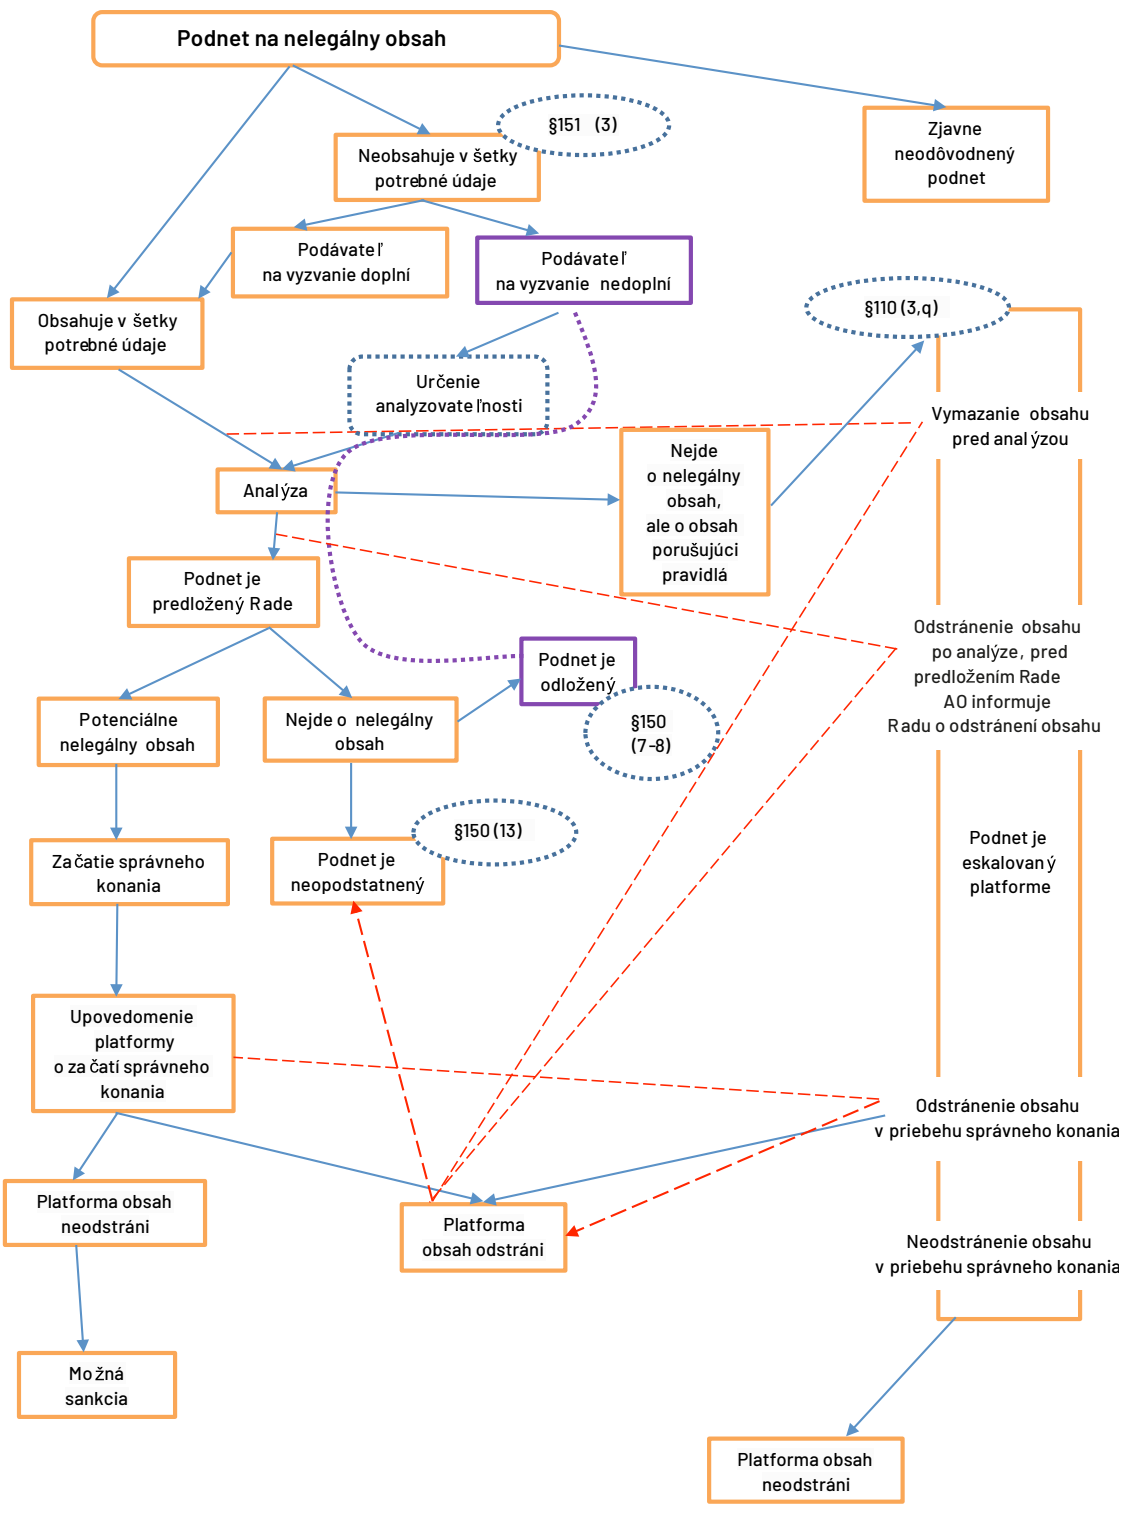 Podnet na nelegálny obsah
§151 (3)
Zjavne
neodôvodnený
podnet
Neobsahuje všetky
potrebné údaje
Podávateľ
na vyzvanie doplní
Podávateľ
na vyzvanie nedoplní
Obsahuje všetky
potrebné údaje
§110 (3,q)
Určenie
analyzovateľnosti
Vymazanie obsahu
pred analýzou
Analýza
Nejde
o nelegálny
obsah,
ale o obsah
porušujúci
pravidlá
Podnet je
predložený Rade
Odstránenie obsahu
po analýze, pred
predložením Rade
AO informuje
Radu o odstránení obsahu
Podnet je
odložený
Potenciálne
nelegálny obsah
Nejde o nelegálny
obsah
§150
(7-8)
§150 (13)
Začatie správneho
konania
Podnet je
neopodstatnený
Podnet je
eskalovaný
platforme
Upovedomenie
platformy
o začatí správneho
konania
Odstránenie obsahu
v priebehu správneho konania
Platforma obsah
neodstráni
Platforma
obsah odstráni
Neodstránenie obsahu
v priebehu správneho konania
Možná
sankcia
Platforma obsah
neodstráni